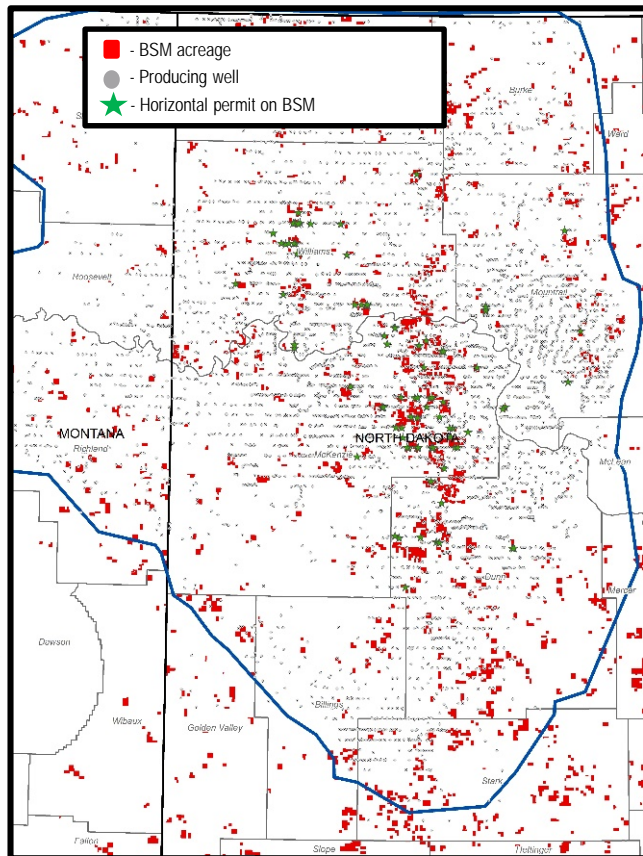 - BSM acreage
- Producing well
- Horizontal permit on BSM
Burke
Ward
Williams
Roosevelt
Mountrail
MONTANA
Richland
NORTH DAKOTA
McKenzie
McLean
Dunn
Mercer
Dawson
Wibaux
Golden Valley
Billings
Stark
Fallon
Slope